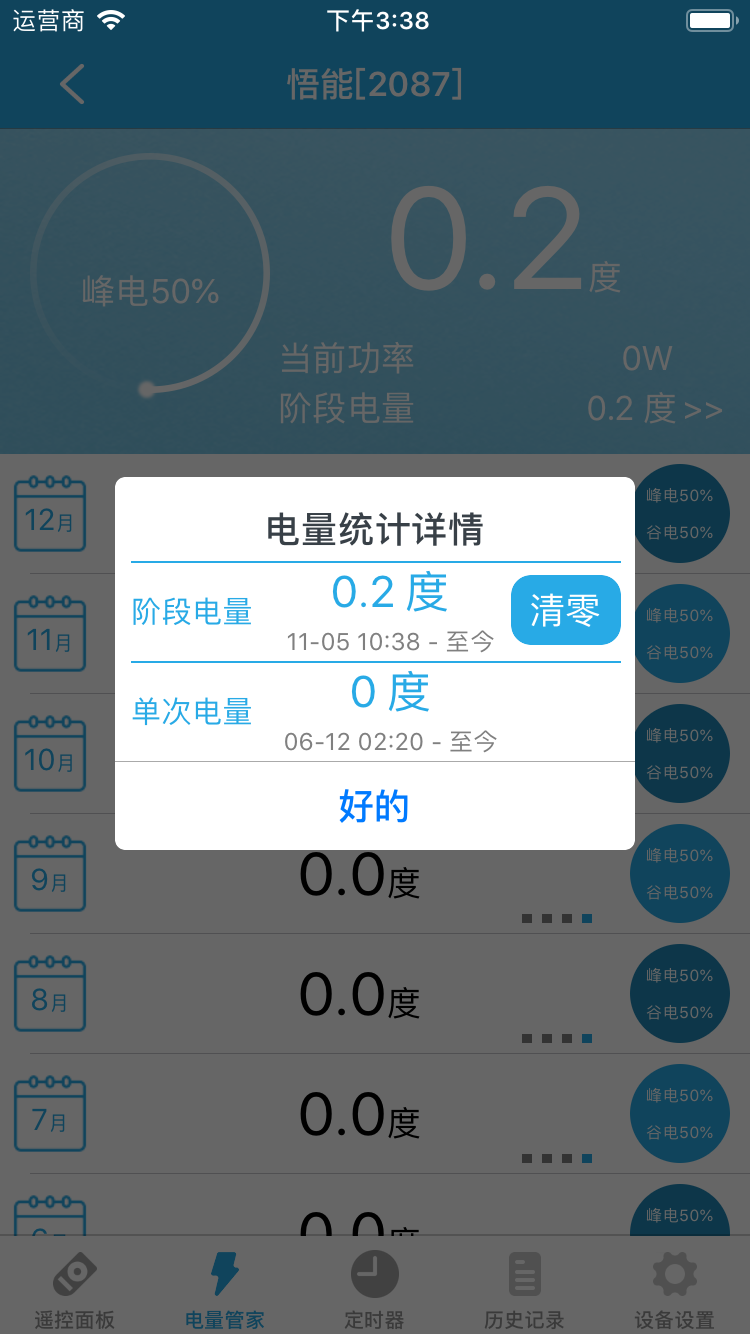 运营商 下午3:38
悟能[2087]
峰电50%
0.2度
当前功率 0W
阶段电量 0.2 度 >>
12月
峰电50%
谷电50%
电量统计详情
阶段电量
0.2 度
11-05 10:38 - 至今
清零
单次电量
0 度
06-12 02:20 - 至今
好的
11月
峰电50%
谷电50%
10月
峰电50%
谷电50%
9月
0.0度
峰电50%
谷电50%
8月
0.0度
峰电50%
谷电50%
7月
0.0度
峰电50%
谷电50%
峰电50%
遥控面板 电量管家 定时器 历史记录 设备设置